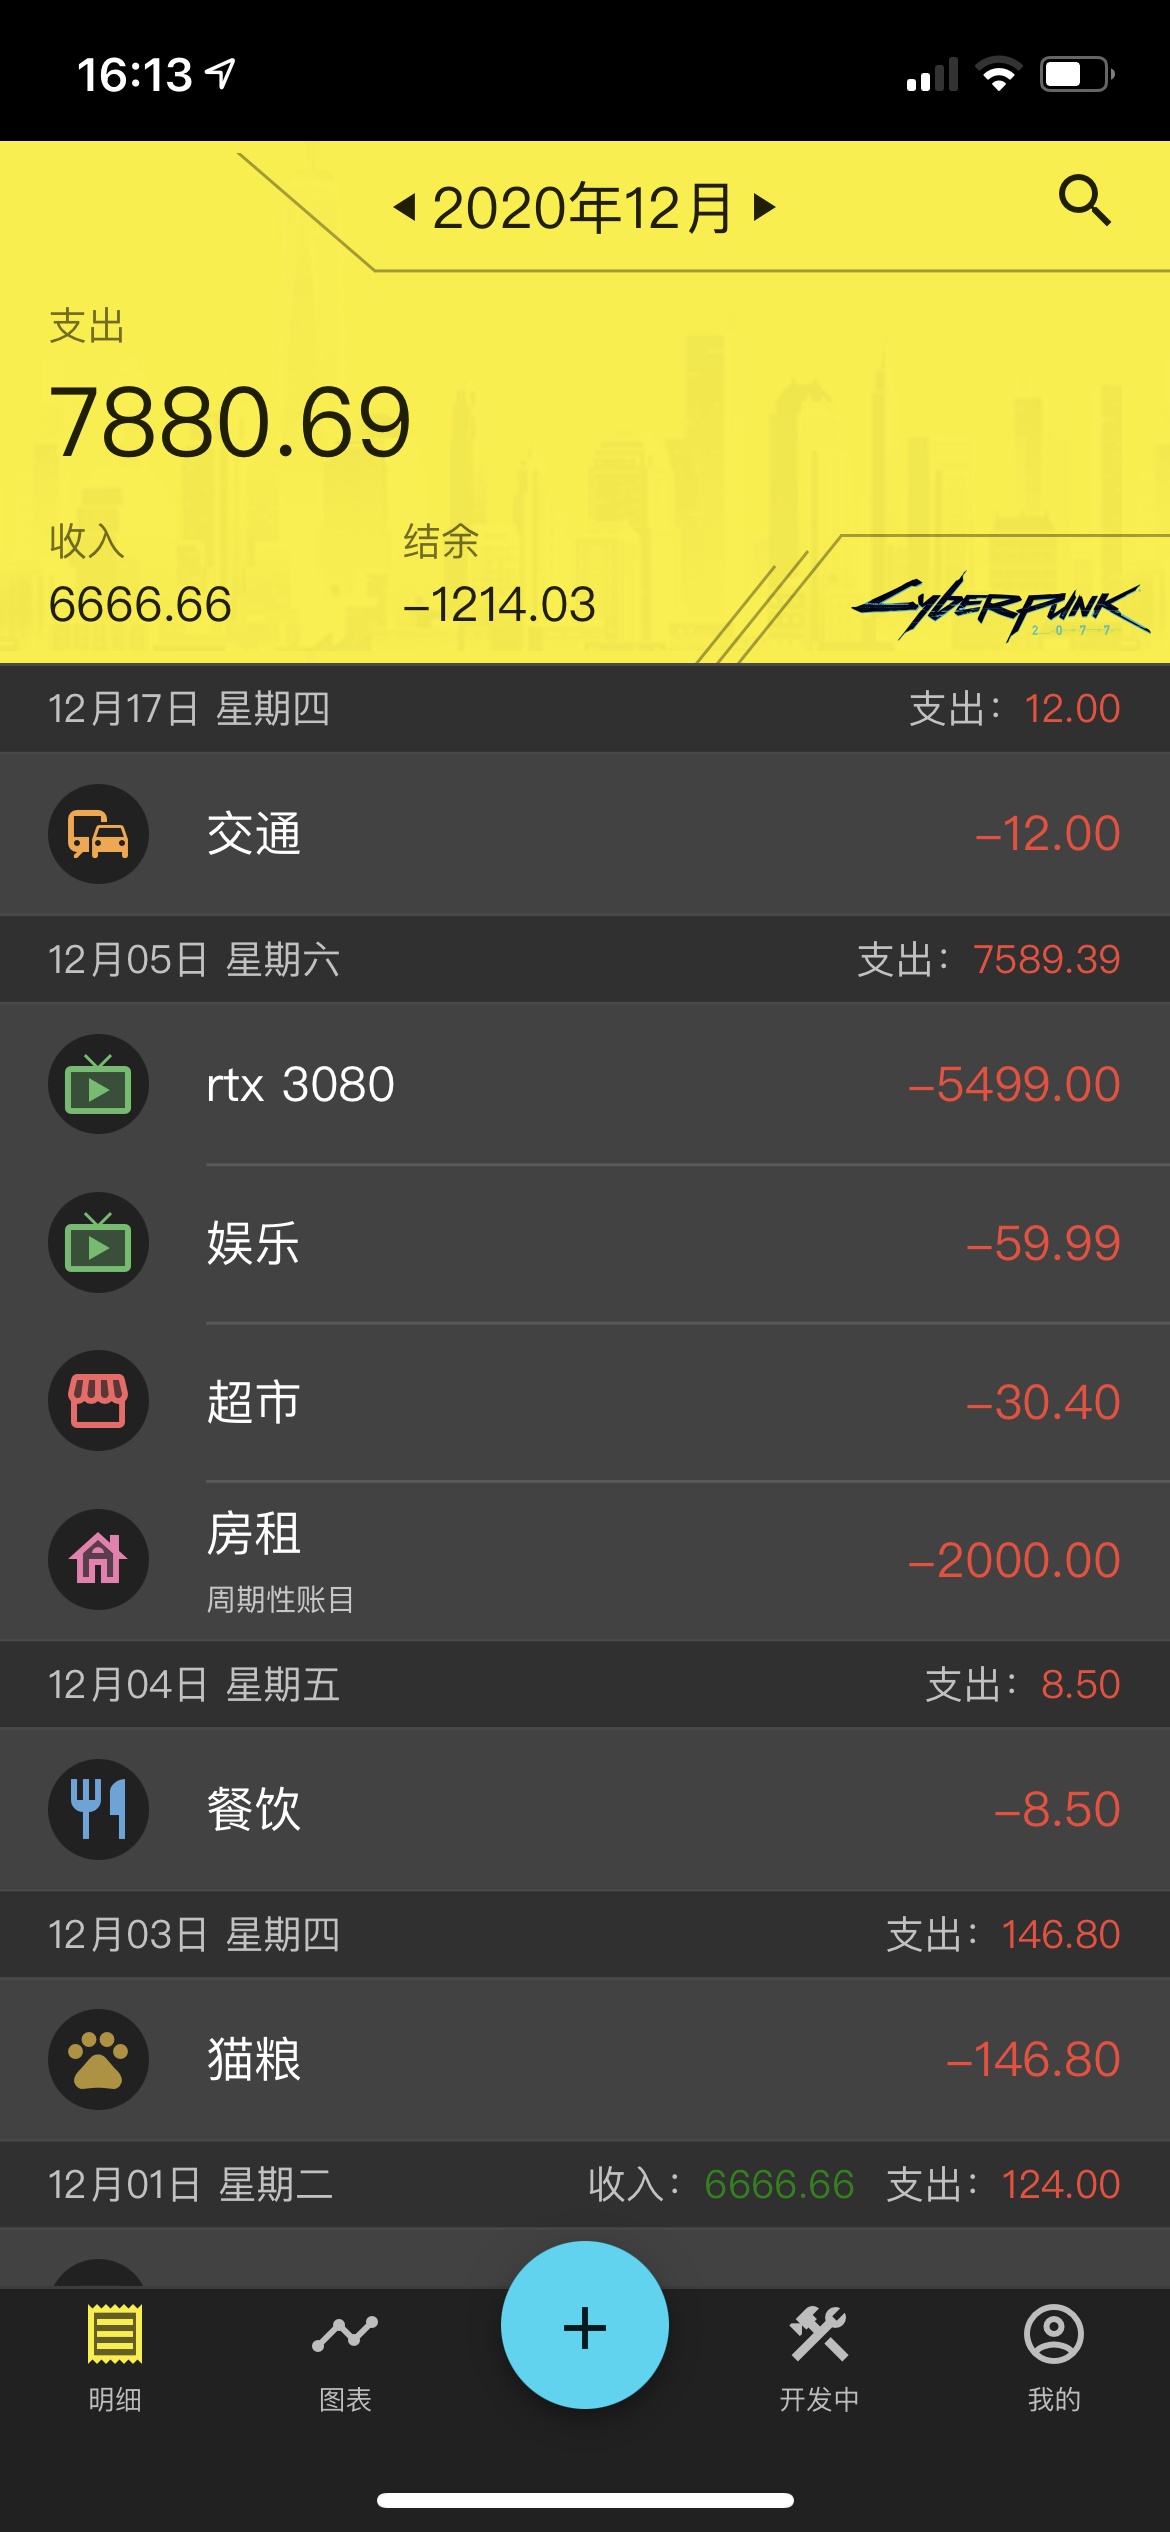 16:13
2020年12月
支出
7880.69
收入 结余
6666.66 -1214.03
CYBERPUNK
2077
12月17日 星期四 支出：12.00
交通 -12.00
12月05日 星期六 支出：7589.39
rtx 3080 -5499.00
娱乐 -59.99
超市 -30.40
房租 -2000.00
周期性账目
12月04日 星期五 支出：8.50
餐饮 -8.50
12月03日 星期四 支出：146.80
猫粮 -146.80
12月01日 星期二 收入：6666.66 支出：124.00
明细 图表 开发中 我的